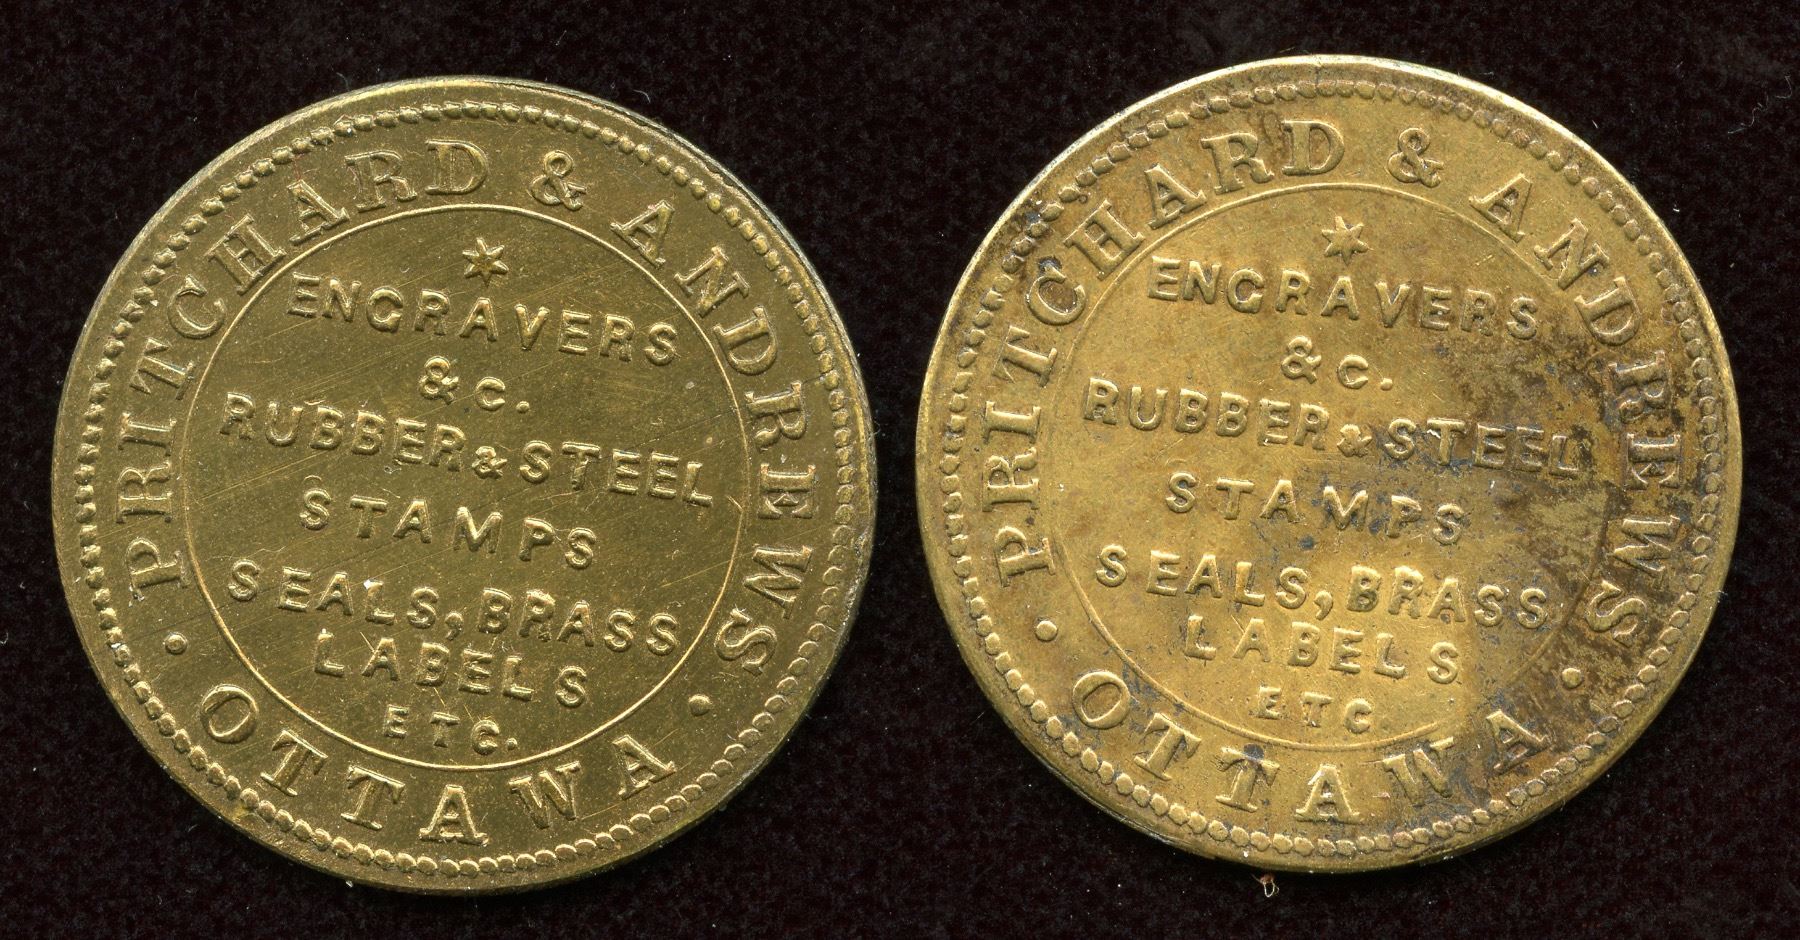 PRITCHARD & ANDREWS
ENGRAVERS
&C.
RUBBER & STEEL
STAMPS
SEALS, BRASS
LABELS
ETC.
· OTTAWA ·
PRITCHARD & ANDREWS
ENGRAVERS
&C.
RUBBER & STEEL
STAMPS
SEALS, BRASS
LABELS
ETC.
· OTTAWA ·